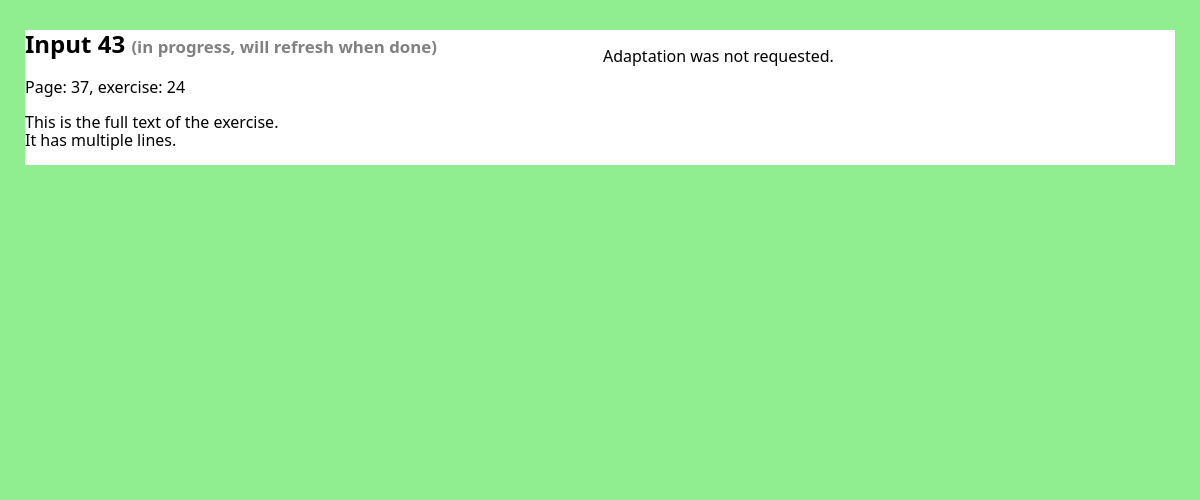 Input 43 (in progress, will refresh when done)
Page: 37, exercise: 24
This is the full text of the exercise.
It has multiple lines.
Adaptation was not requested.